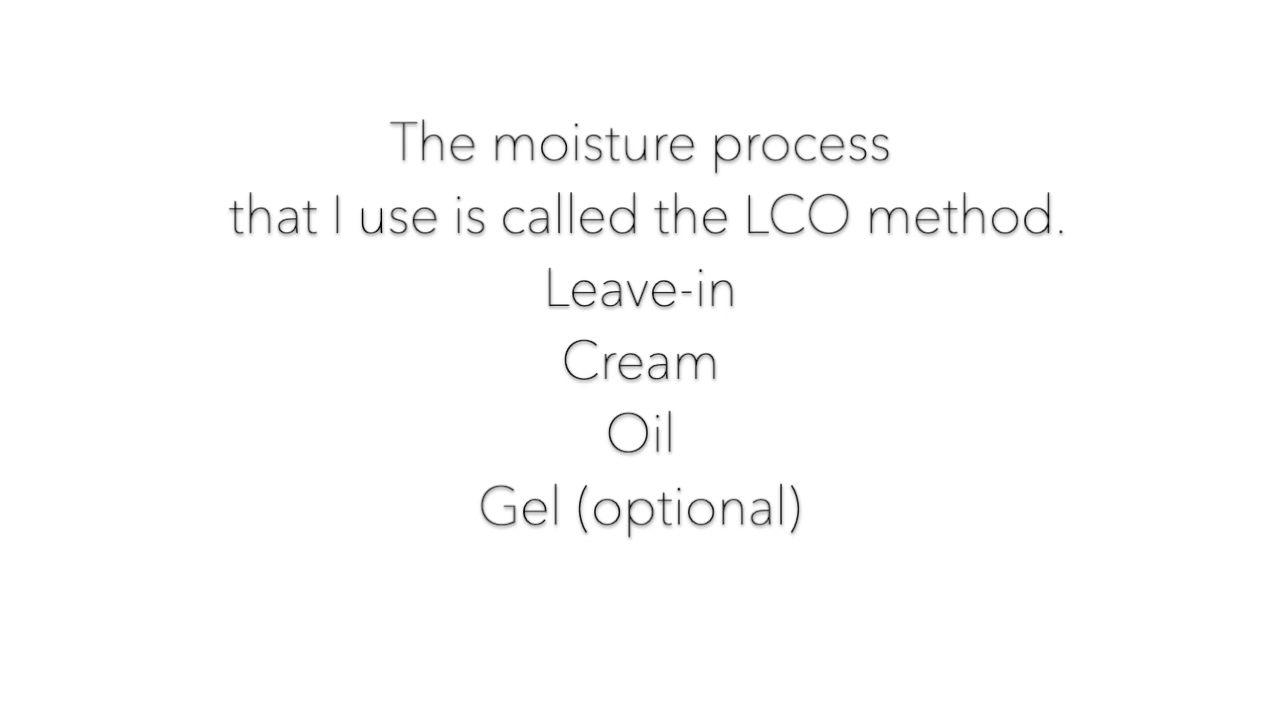 The moisture process
that I use is called the LCO method.
Leave-in
Cream
Oil
Gel (optional)